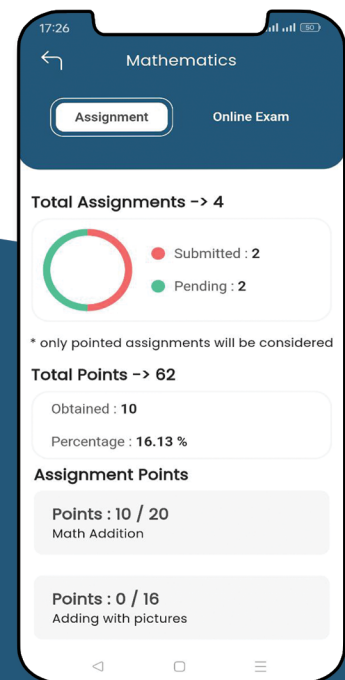 17:26
50
Mathematics
Assignment Online Exam
Total Assignments -> 4
Submitted : 2
Pending : 2
* only pointed assignments will be considered
Total Points -> 62
Obtained : 10
Percentage : 16.13 %
Assignment Points
Points : 10 / 20
Math Addition
Points : 0 / 16
Adding with pictures